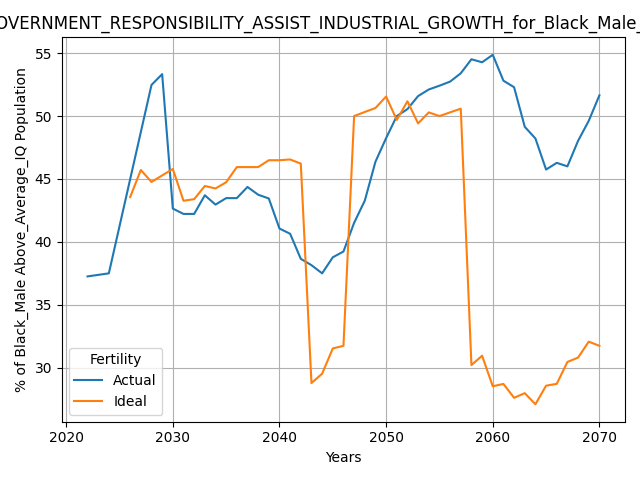 OVERNMENT_RESPONSIBILITY_ASSIST_INDUSTRIAL_GROWTH_for_Black_Male_
% of Black_Male Above_Average_IQ Population
55
50
45
40
35
30
Fertility
Actual
Ideal
2020 2030 2040 2050 2060 2070
Years